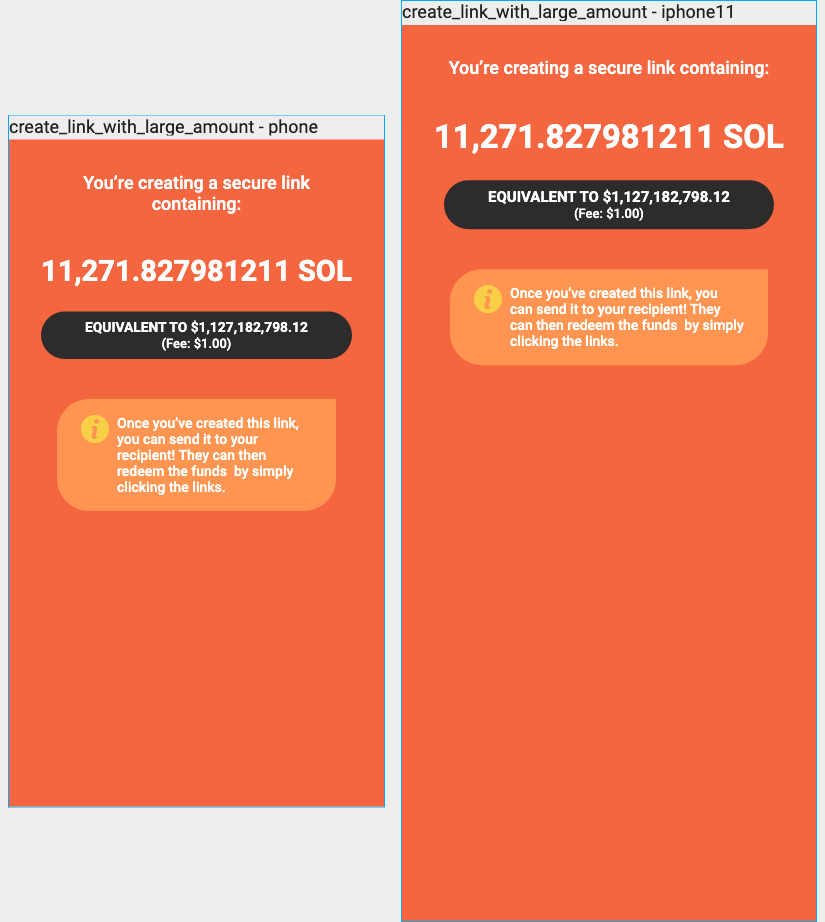 create_link_with_large_amount - phone
You’re creating a secure link
containing:
11,271.827981211 SOL
EQUIVALENT TO $1,127,182,798.12
(Fee: $1.00)
i
Once you’ve created this link,
you can send it to your
recipient! They can then
redeem the funds  by simply
clicking the links.
create_link_with_large_amount - iphone11
You’re creating a secure link containing:
11,271.827981211 SOL
EQUIVALENT TO $1,127,182,798.12
(Fee: $1.00)
i
Once you’ve created this link, you
can send it to your recipient! They
can then redeem the funds  by simply
clicking the links.